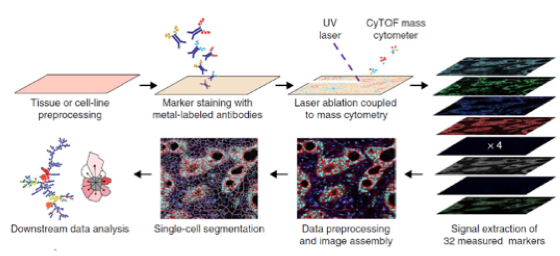 UV
laser
CyTOF mass
cytometer
Tissue or cell-line
preprocessing
Marker staining with
metal-labeled antibodies
Laser ablation coupled
to mass cytometry
× 4
Signal extraction of
32 measured markers
Data preprocessing
and image assembly
Single-cell segmentation
Downstream data analysis